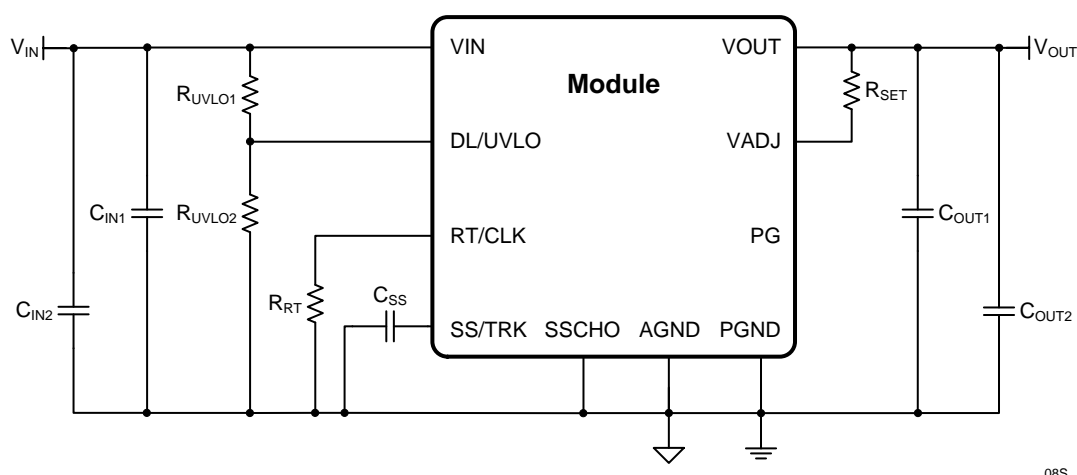 VIN
VIN
VOUT
VOUT
Module
RUVLO1
RSET
DL/UVLO
VADJ
CIN1
RUVLO2
COUT1
RT/CLK
PG
RRT
CSS
CIN2
COUT2
SS/TRK
SSCHO
AGND
PGND
08S